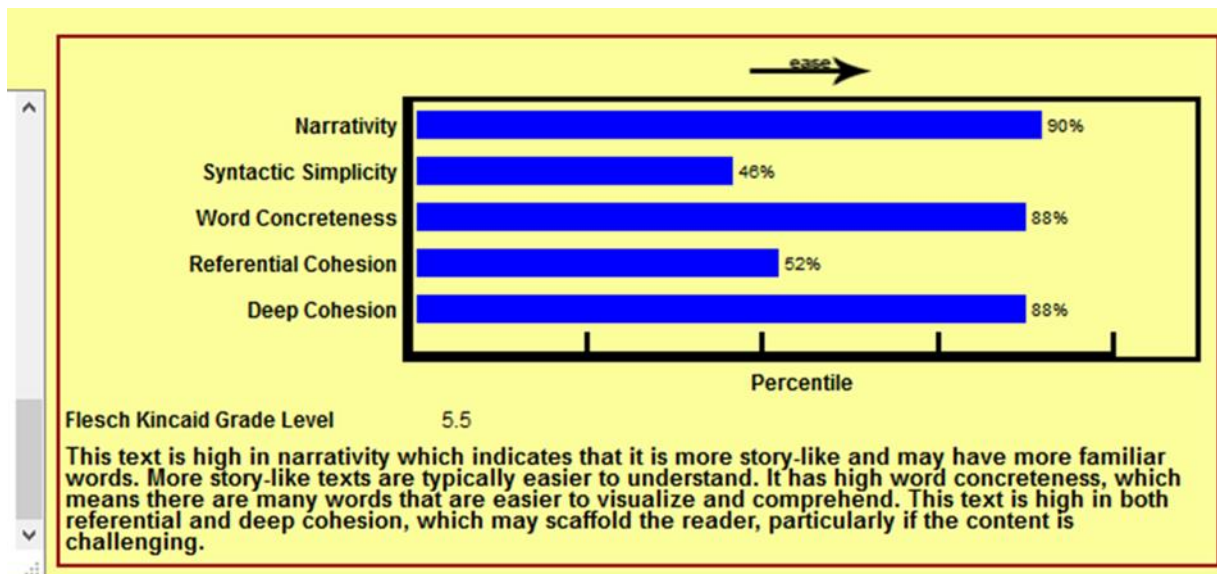 ease
Narrativity 90%
Syntactic Simplicity 46%
Word Concreteness 88%
Referential Cohesion 52%
Deep Cohesion 88%
Percentile
Flesch Kincaid Grade Level 5.5
This text is high in narrativity which indicates that it is more story-like and may have more familiar
words. More story-like texts are typically easier to understand. It has high word concreteness, which
means there are many words that are easier to visualize and comprehend. This text is high in both
referential and deep cohesion, which may scaffold the reader, particularly if the content is
challenging.